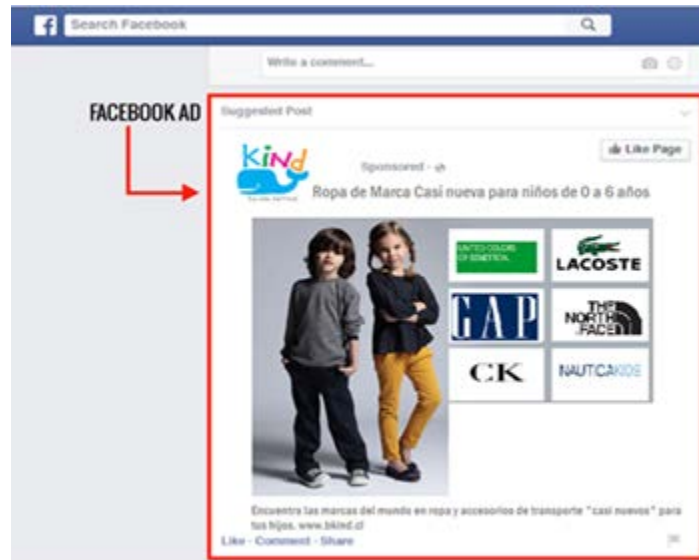 Search Facebook
Write a comment...
FACEBOOK AD
Suggested Post
Like Page
Kind
Sponsored
Ropa de Marca Casi nueva para niños de 0 a 6 años
UNITED COLORS
OF BENETTON.
LACOSTE
GAP
THE
NORTH
FACE
CK
NAUTICAKIDS
Encuentra las marcas del mundo en ropa y accesorios de transporte "casi nuevos" para
tus hijos. www.bkind.cl
Like · Comment · Share